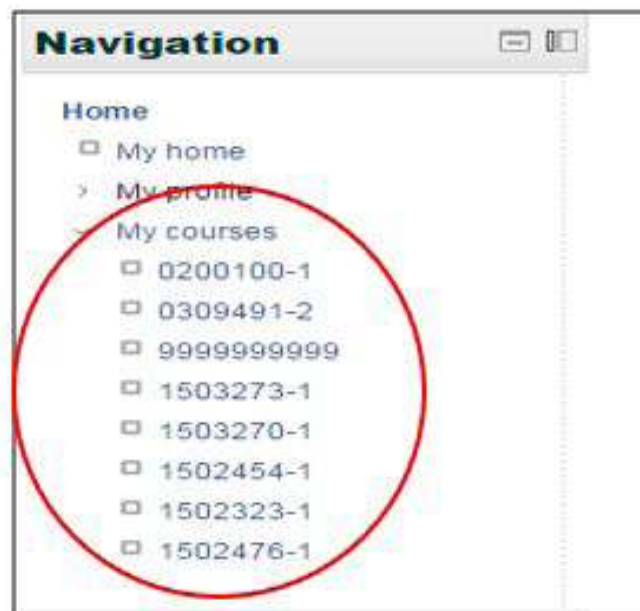 Navigation
Home
My home
My profile
My courses
0200100-1
0309491-2
9999999999
1503273-1
1503270-1
1502454-1
1502323-1
1502476-1